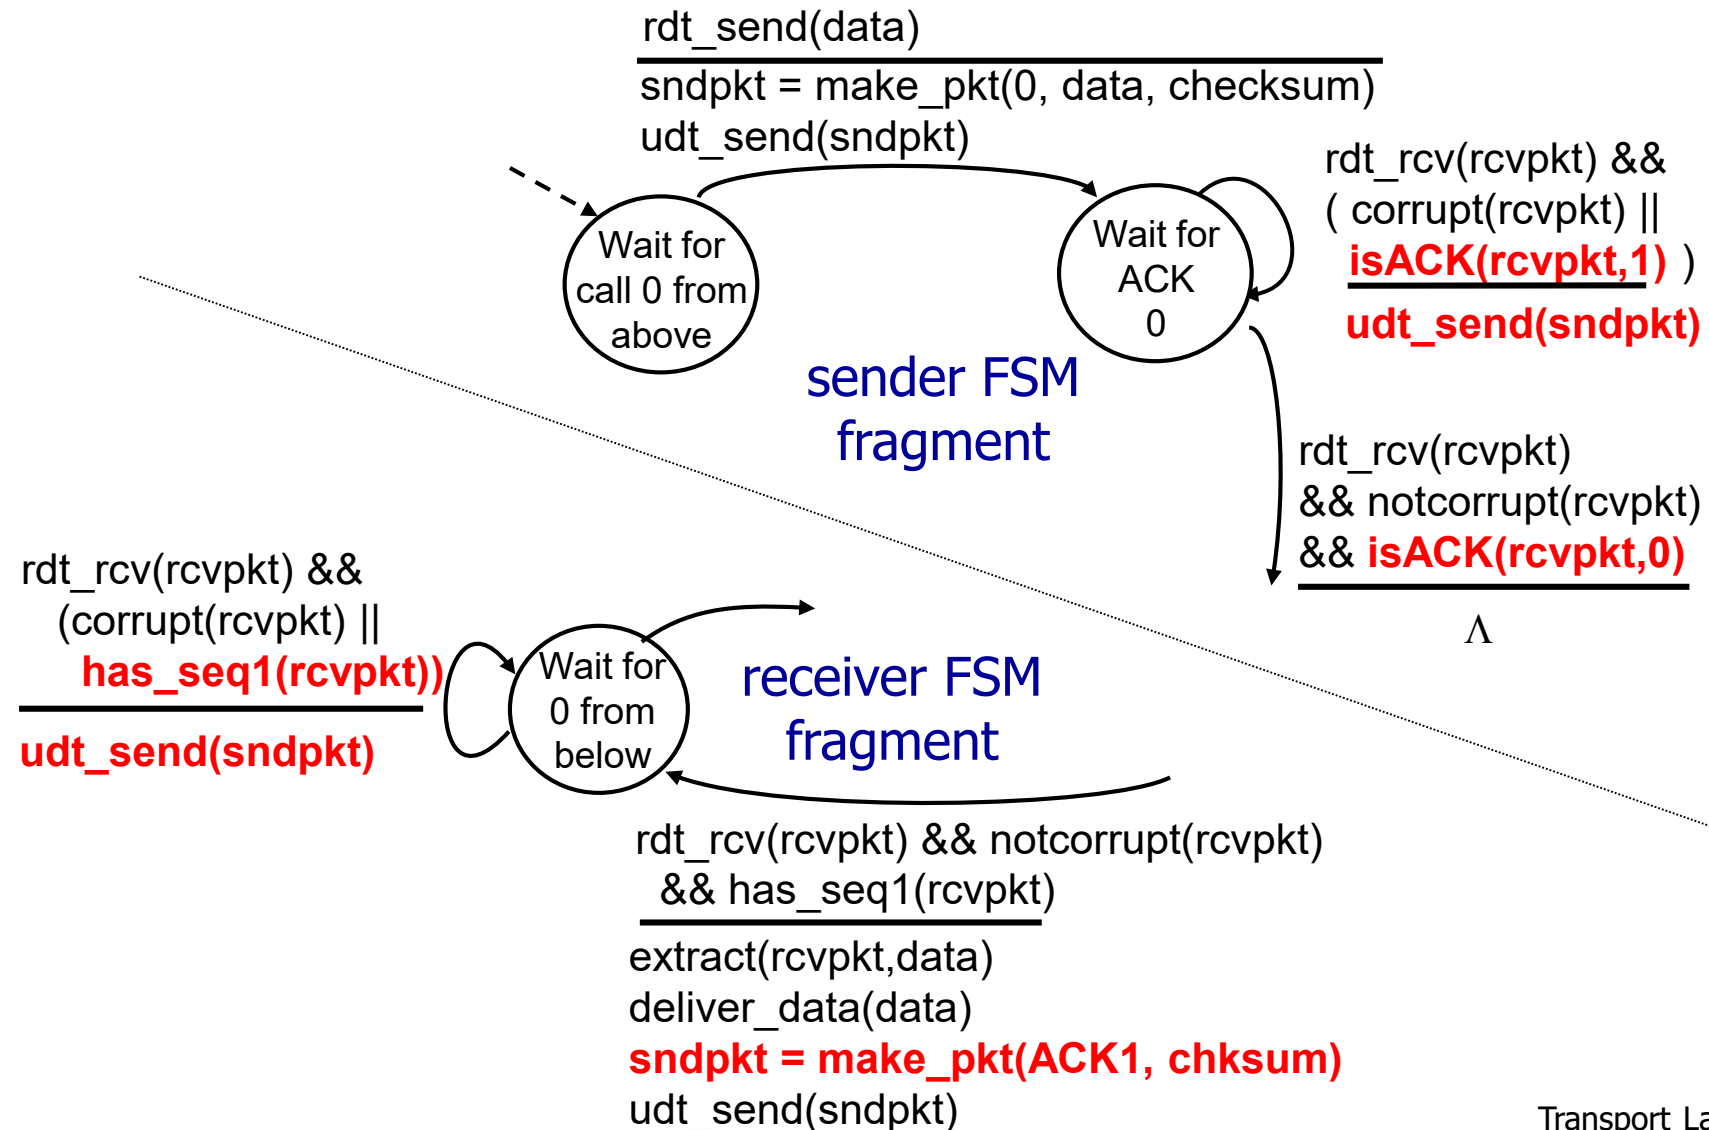 rdt_send(data)
sndpkt = make_pkt(0, data, checksum)
udt_send(sndpkt)
rdt_rcv(rcvpkt) &&
( corrupt(rcvpkt) ||
isACK(rcvpkt,1) )
udt_send(sndpkt)
Wait for
call 0 from
above
Wait for
ACK
0
sender FSM
fragment
rdt_rcv(rcvpkt)
&& notcorrupt(rcvpkt)
&& isACK(rcvpkt,0)
Λ
rdt_rcv(rcvpkt) &&
(corrupt(rcvpkt) ||
has_seq1(rcvpkt))
udt_send(sndpkt)
Wait for
0 from
below
receiver FSM
fragment
rdt_rcv(rcvpkt) && notcorrupt(rcvpkt)
&& has_seq1(rcvpkt)
extract(rcvpkt,data)
deliver_data(data)
sndpkt = make_pkt(ACK1, chksum)
udt_send(sndpkt)
Transport La